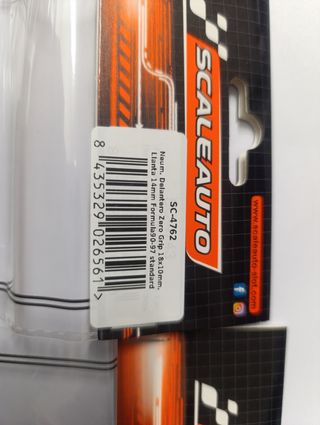 SCALEAUTO
www.scaleauto-slot.com
SC-4762
Neum. Delantero Zero Grip 18x10mm.
Llanta 14mm Formula90-97 standard
8 435329 026561 >